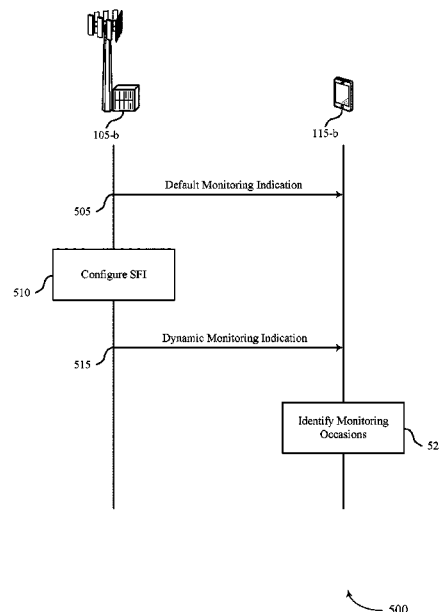 105-b
115-b
Default Monitoring Indication
505
Configure SFI
510
Dynamic Monitoring Indication
515
Identify Monitoring
Occasions
52
500